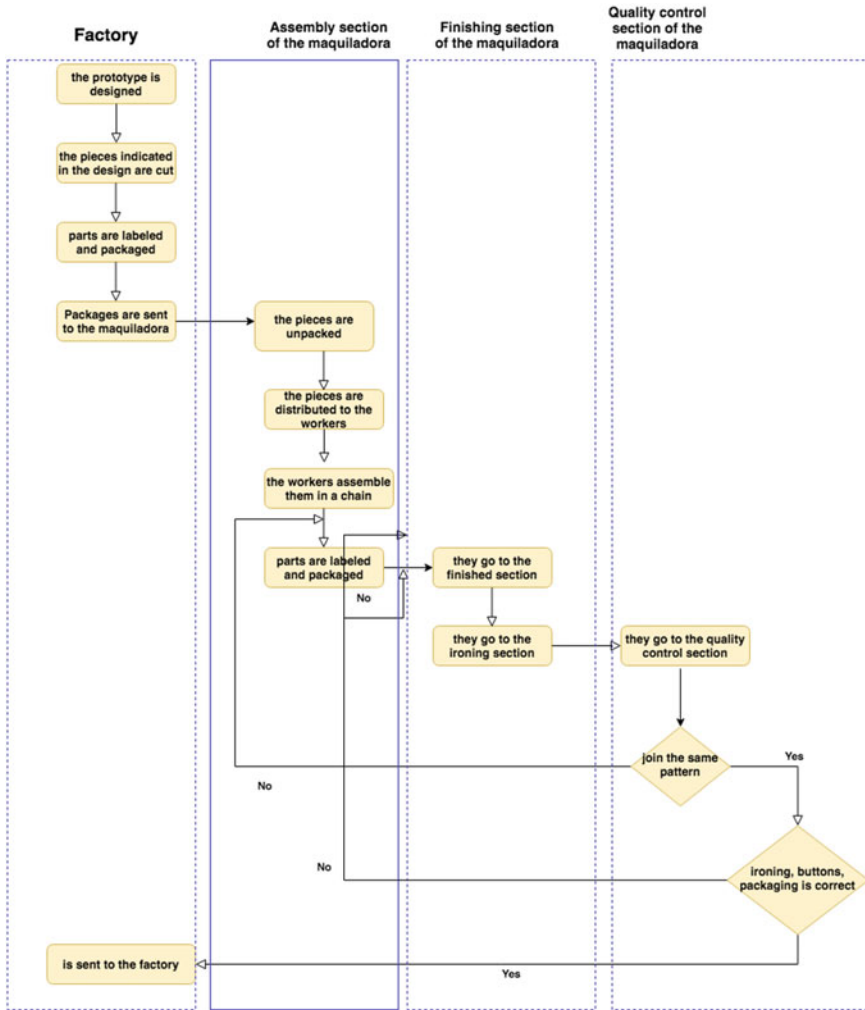 Factory
Assembly section
of the maquiladora
Finishing section
of the maquiladora
Quality control
section of the
maquiladora
the prototype is
designed
the pieces indicated
in the design are cut
parts are labeled
and packaged
Packages are sent
to the maquiladora
the pieces are
unpacked
the pieces are
distributed to the
workers
the workers assemble
them in a chain
parts are labeled
and packaged
No
they go to the
finished section
they go to the
ironing section
they go to the quality
control section
join the same
pattern
Yes
No
ironing, buttons,
packaging is correct
No
Yes
is sent to the factory